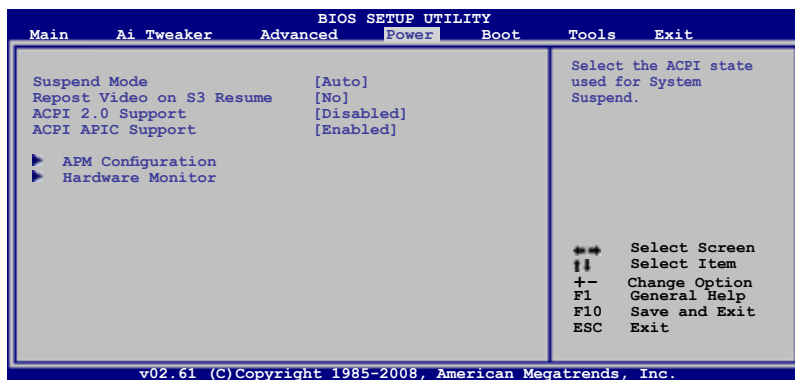 BIOS SETUP UTILITY
Main Ai Tweaker Advanced Power Boot Tools Exit
Suspend Mode [Auto]
Repost Video on S3 Resume [No]
ACPI 2.0 Support [Disabled]
ACPI APIC Support [Enabled]
APM Configuration
Hardware Monitor
Select the ACPI state
used for System
Suspend.
Select Screen
Select Item
+- Change Option
F1 General Help
F10 Save and Exit
ESC Exit
v02.61 (C)Copyright 1985-2008, American Megatrends, Inc.